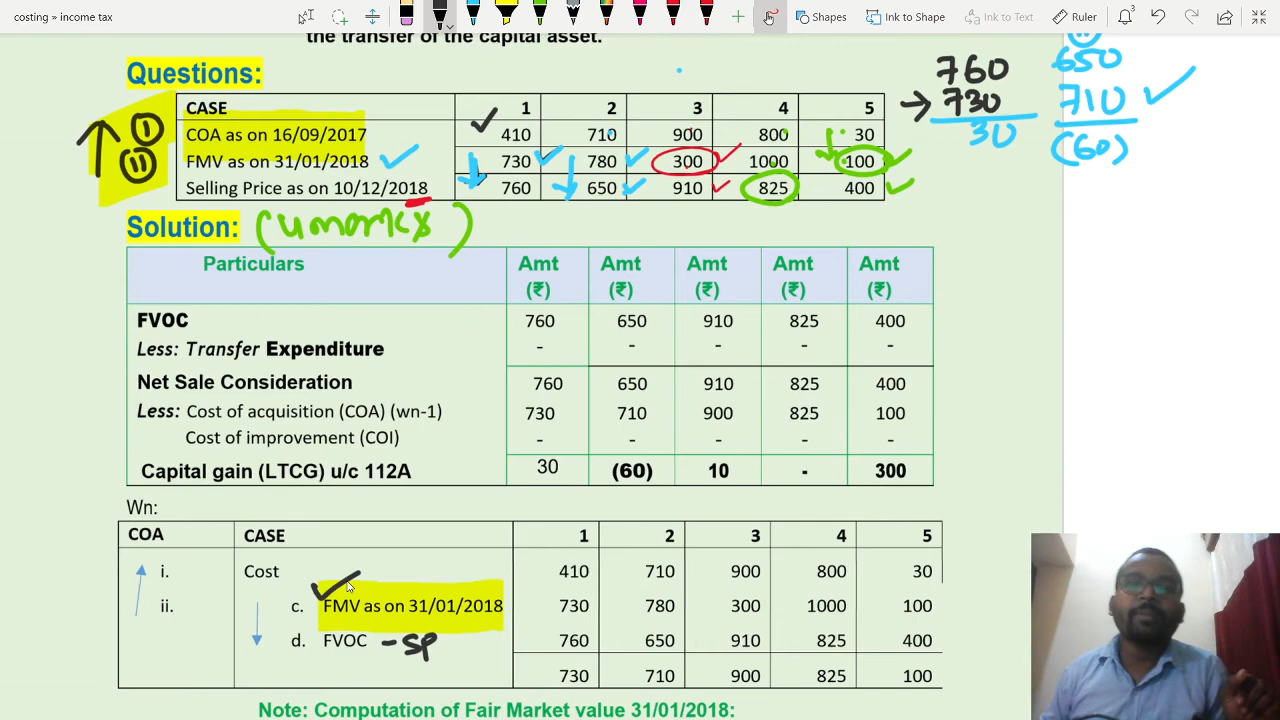 costing » income tax
Shapes
Ink to Shape
Ink to Text
Ruler
the transfer of the capital asset.
Questions:
CASE 1 2 3 4 5
COA as on 16/09/2017 410 710 900 800 30
FMV as on 31/01/2018 730 780 300 1000 100
Selling Price as on 10/12/2018 760 650 910 825 400
I
II
760
730
30
650
710
(60)
Solution: (4 marks)
Particulars Amt (₹) Amt (₹) Amt (₹) Amt (₹) Amt (₹)
FVOC 760 650 910 825 400
Less: Transfer Expenditure - - - - -
Net Sale Consideration 760 650 910 825 400
Less: Cost of acquisition (COA) (wn-1) 730 710 900 825 100
Cost of improvement (COI) - - - - -
Capital gain (LTCG) u/c 112A 30 (60) 10 - 300
Wn:
COA CASE 1 2 3 4 5
i. Cost 410 710 900 800 30
ii. c. FMV as on 31/01/2018 730 780 300 1000 100
d. FVOC - SP 760 650 910 825 400
730 710 900 825 100
Note: Computation of Fair Market value 31/01/2018: